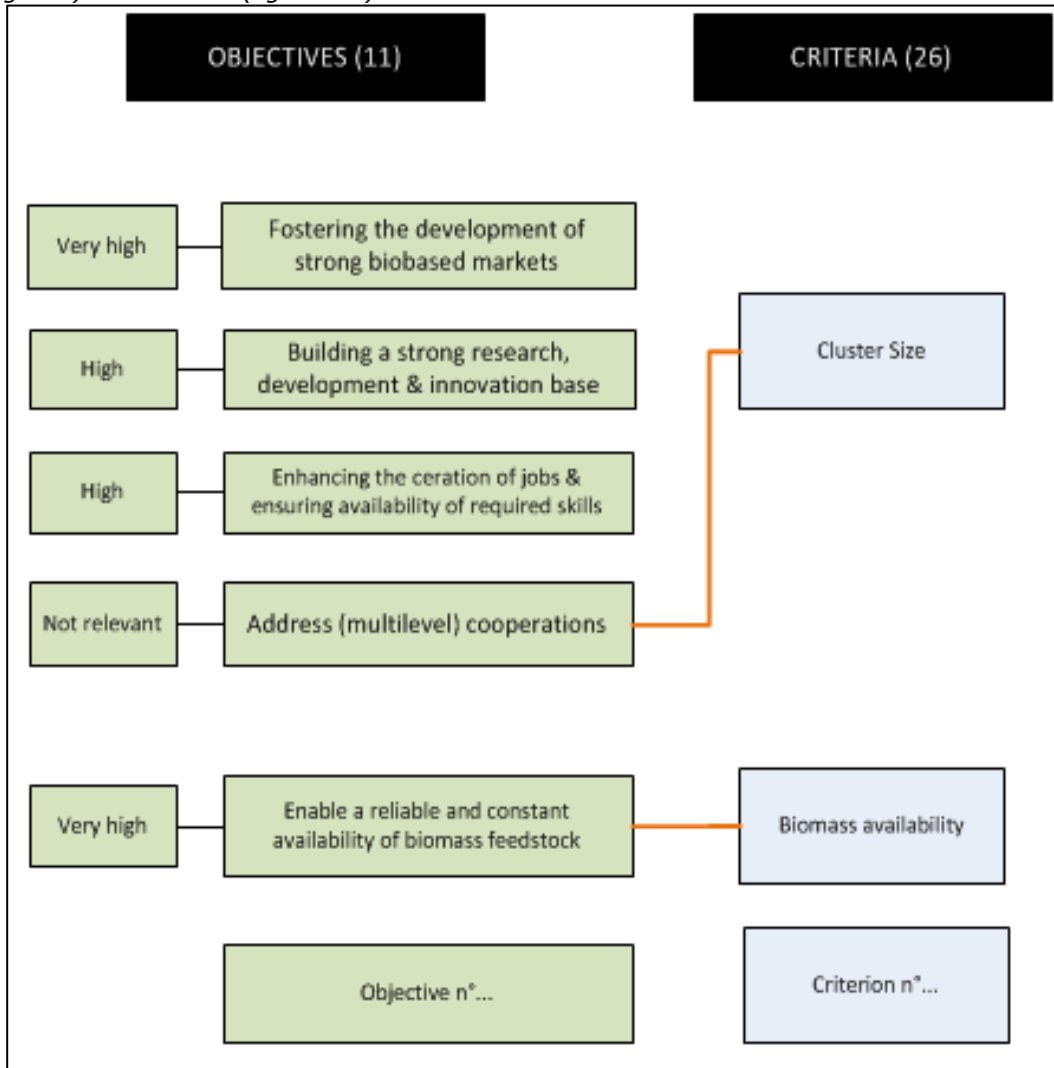 OBJECTIVES (11)
CRITERIA (26)
Very high
Fostering the development of
strong biobased markets
High
Building a strong research,
development & innovation base
Cluster Size
High
Enhancing the ceration of jobs &
ensuring availability of required skills
Not relevant
Address (multilevel) cooperations
Very high
Enable a reliable and constant
availability of biomass feedstock
Biomass availability
Objective n°...
Criterion n°...